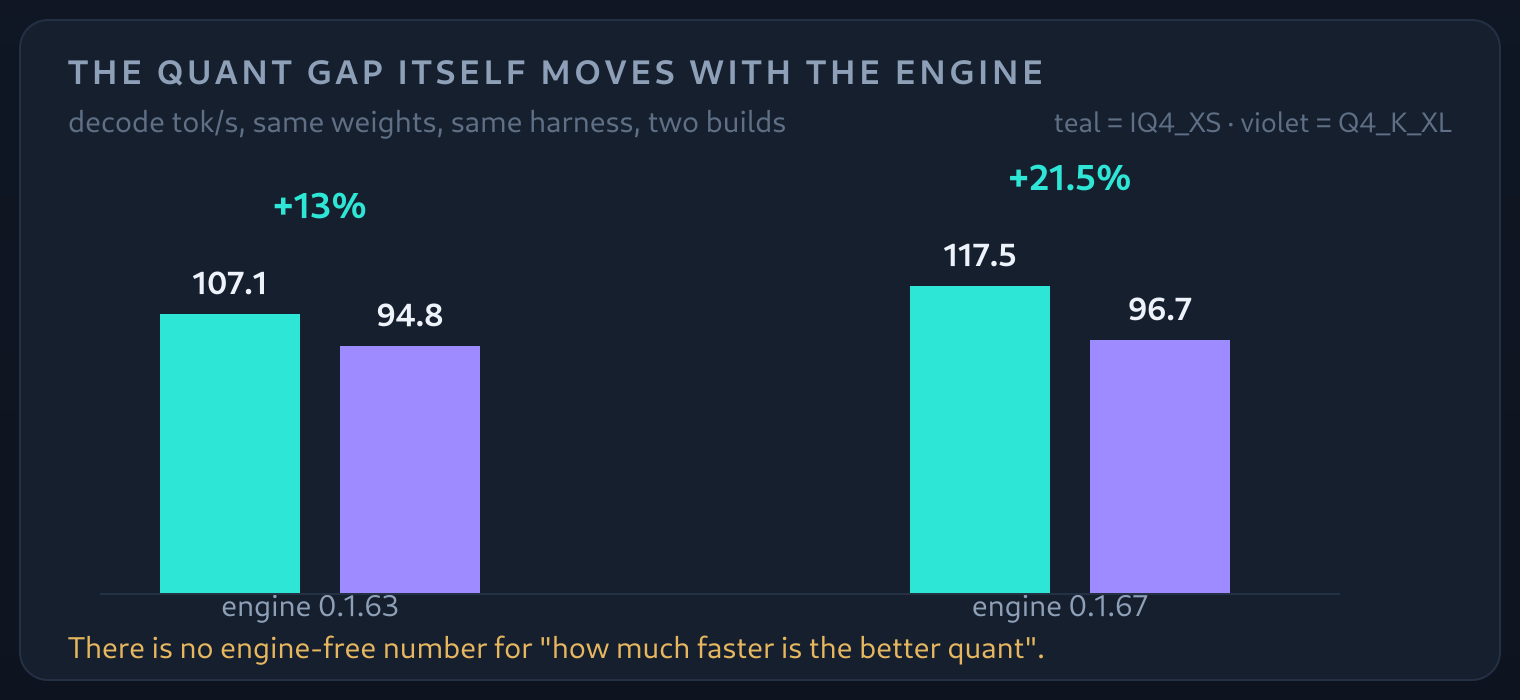 THE QUANT GAP ITSELF MOVES WITH THE ENGINE
decode tok/s, same weights, same harness, two builds
teal = IQ4_XS · violet = Q4_K_XL
+13%
+21.5%
107.1
94.8
117.5
96.7
engine 0.1.63
engine 0.1.67
There is no engine-free number for "how much faster is the better quant".